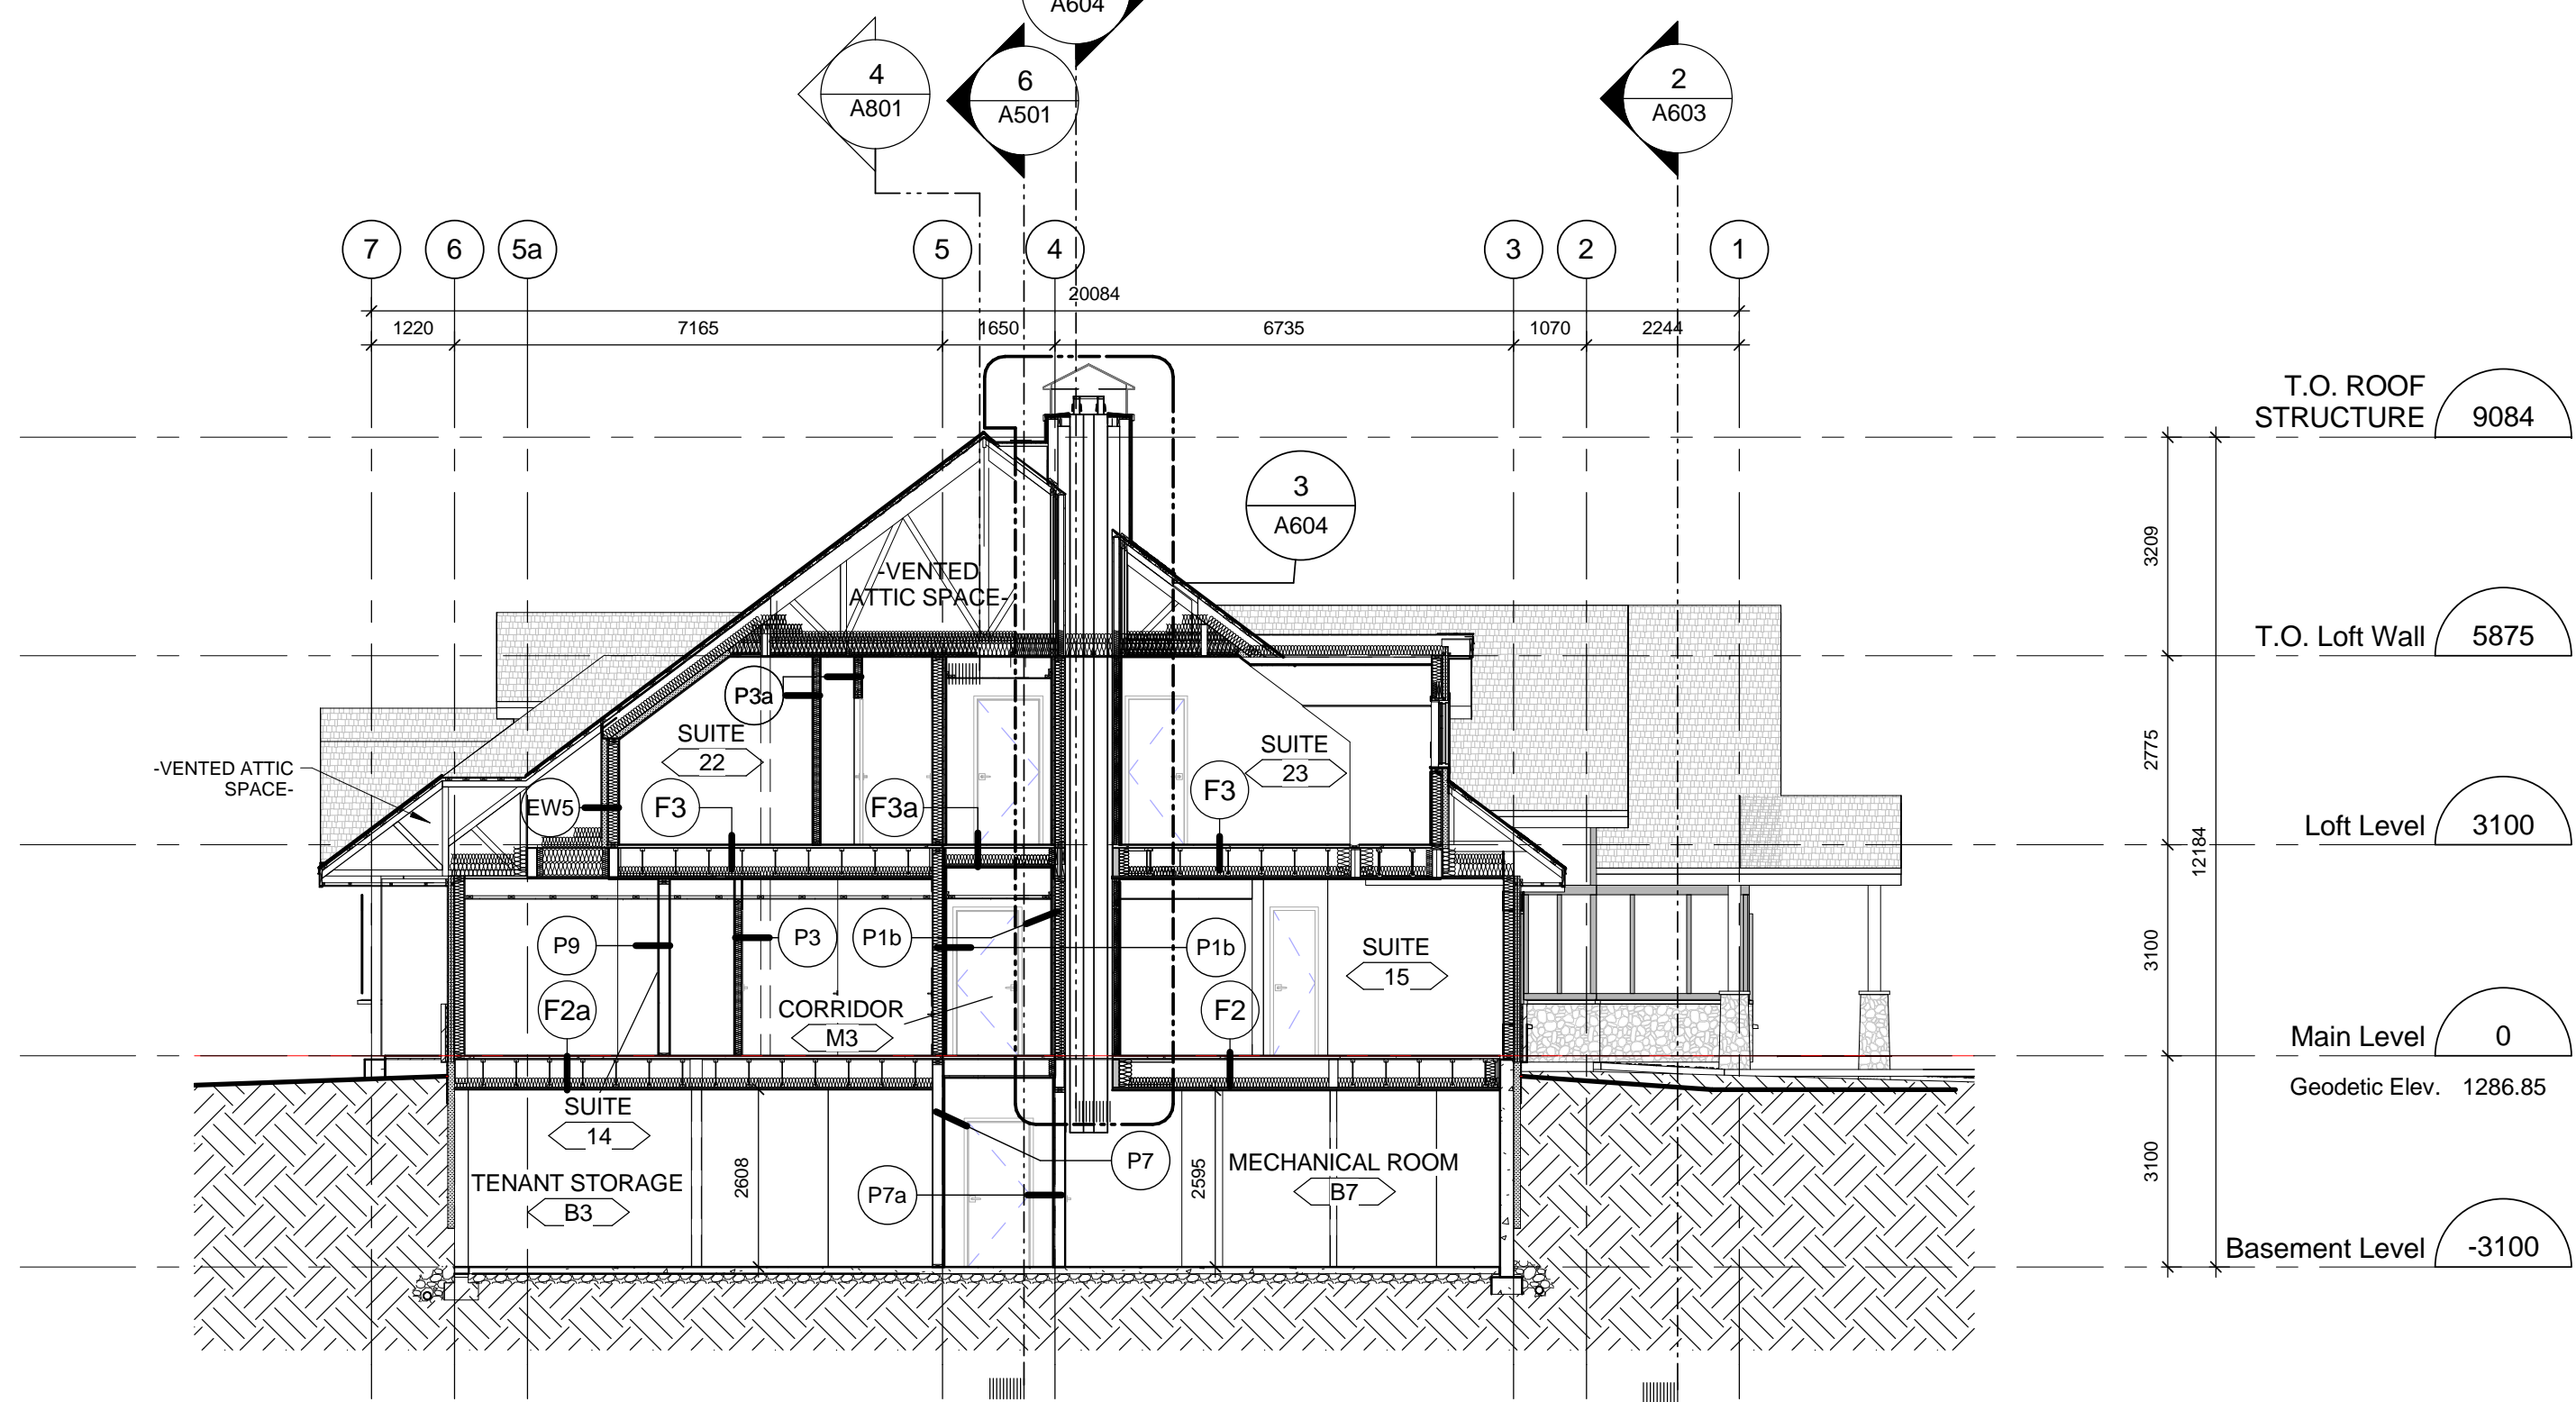 A604
4
A801
6
A501
2
A603
7
6
5a
5
4
3
2
1
20084
1220
7165
1650
6735
1070
2244
T.O. ROOF
STRUCTURE
9084
3
A604
3209
-VENTED
ATTIC SPACE-
T.O. Loft Wall
5875
P3a
SUITE
22
SUITE
23
2775
-VENTED ATTIC
SPACE-
EW5
F3
F3a
F3
Loft Level
3100
12184
P9
P3
P1b
P1b
SUITE
15
3100
F2a
CORRIDOR
M3
F2
Main Level
0
Geodetic Elev.
1286.85
SUITE
14
TENANT STORAGE
B3
2608
P7a
P7
2595
MECHANICAL ROOM
B7
3100
Basement Level
-3100